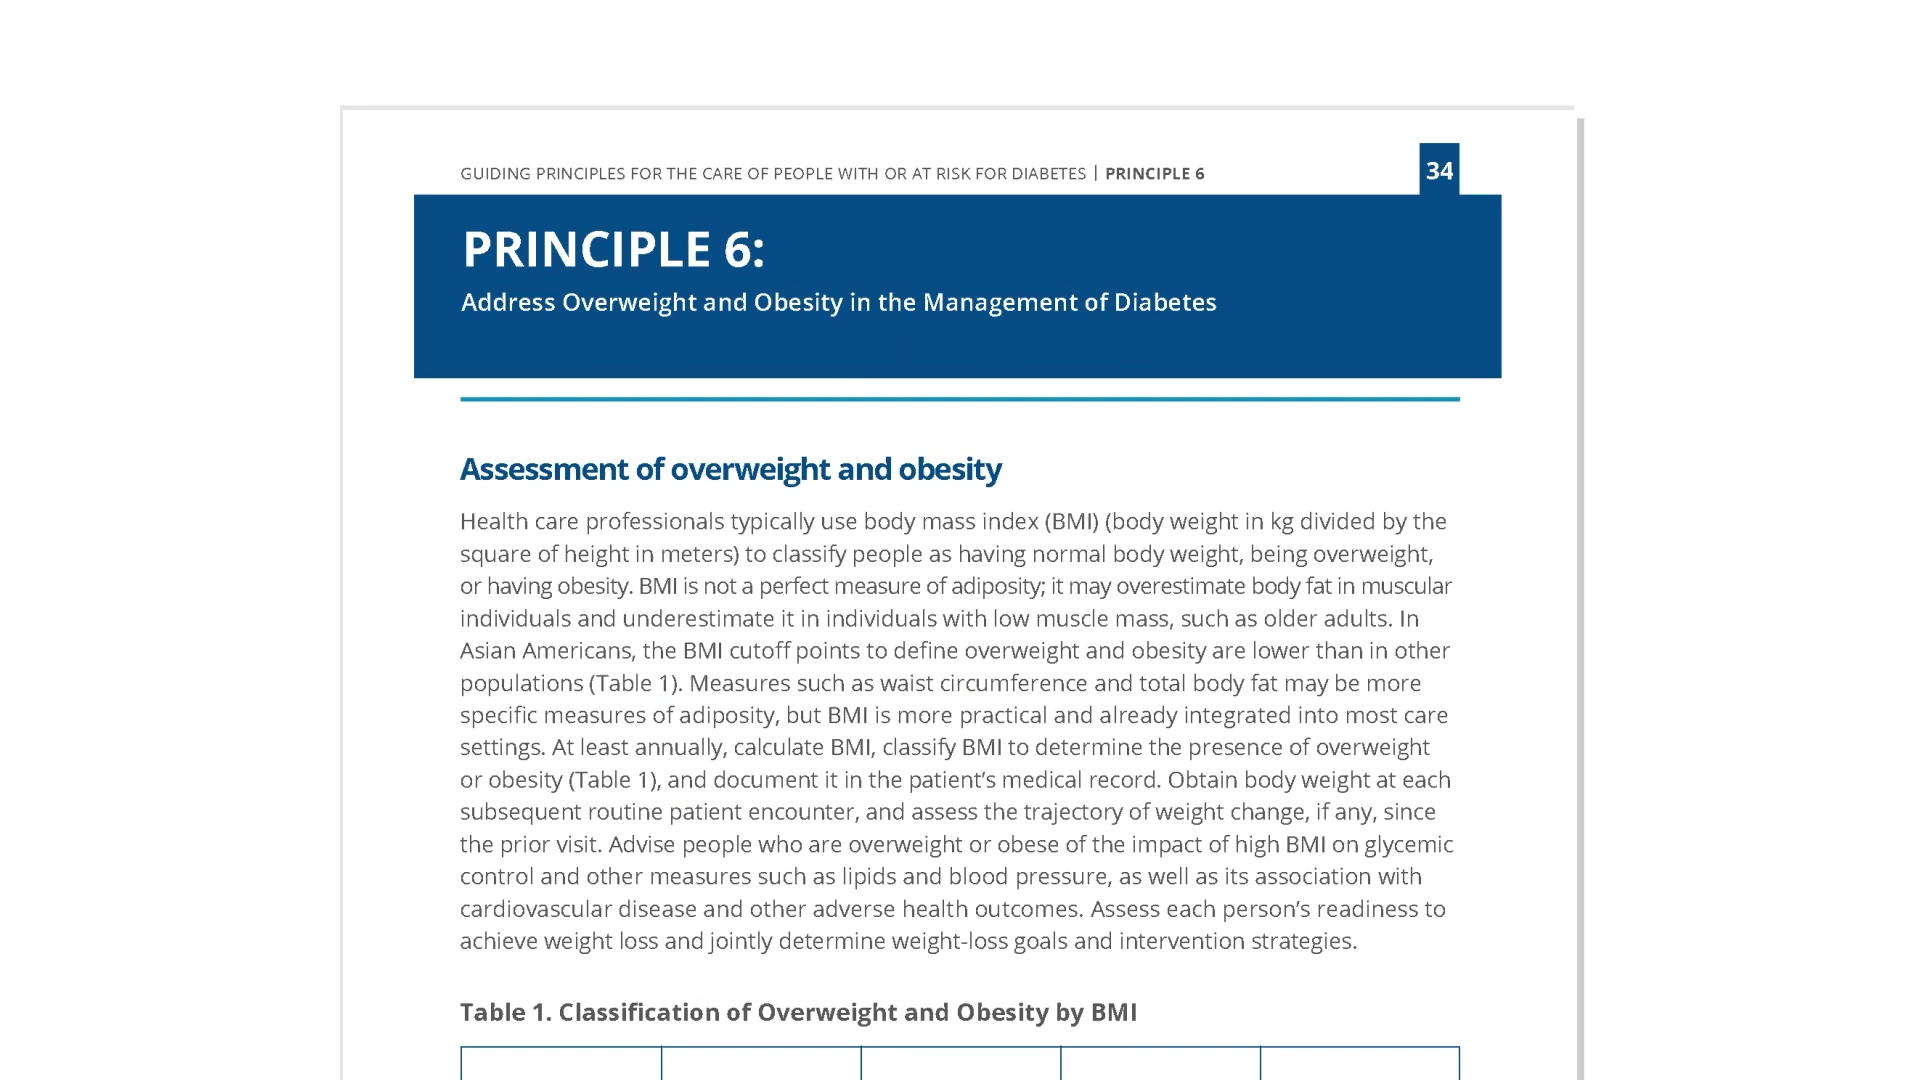 GUIDING PRINCIPLES FOR THE CARE OF PEOPLE WITH OR AT RISK FOR DIABETES | PRINCIPLE 6
34
PRINCIPLE 6:
Address Overweight and Obesity in the Management of Diabetes
Assessment of overweight and obesity
Health care professionals typically use body mass index (BMI) (body weight in kg divided by the
square of height in meters) to classify people as having normal body weight, being overweight,
or having obesity. BMI is not a perfect measure of adiposity; it may overestimate body fat in muscular
individuals and underestimate it in individuals with low muscle mass, such as older adults. In
Asian Americans, the BMI cutoff points to define overweight and obesity are lower than in other
populations (Table 1). Measures such as waist circumference and total body fat may be more
specific measures of adiposity, but BMI is more practical and already integrated into most care
settings. At least annually, calculate BMI, classify BMI to determine the presence of overweight
or obesity (Table 1), and document it in the patient’s medical record. Obtain body weight at each
subsequent routine patient encounter, and assess the trajectory of weight change, if any, since
the prior visit. Advise people who are overweight or obese of the impact of high BMI on glycemic
control and other measures such as lipids and blood pressure, as well as its association with
cardiovascular disease and other adverse health outcomes. Assess each person’s readiness to
achieve weight loss and jointly determine weight-loss goals and intervention strategies.
Table 1. Classification of Overweight and Obesity by BMI